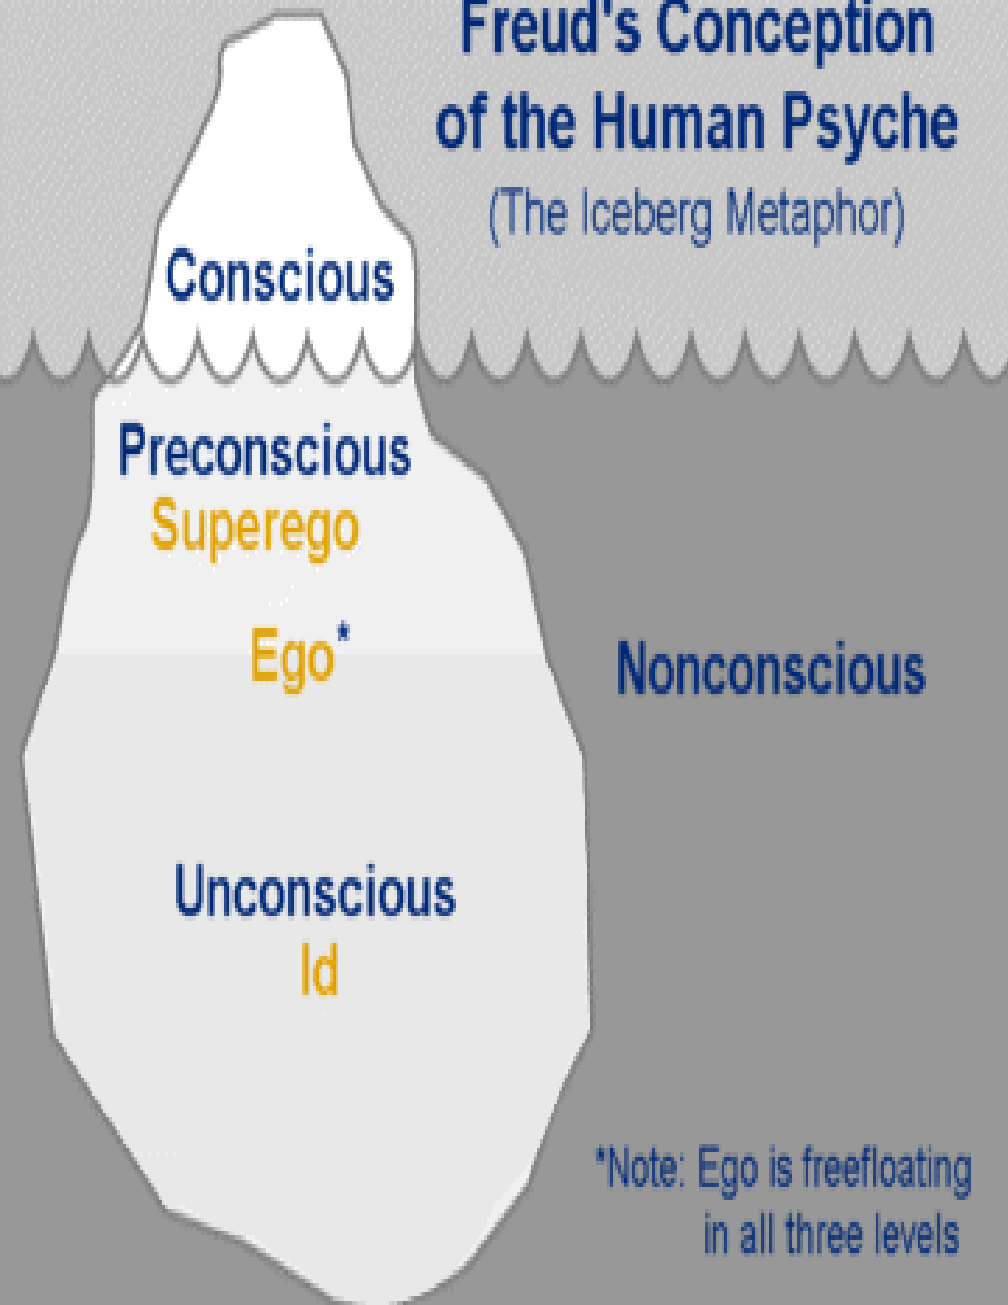 Freud's Conception
of the Human Psyche
(The Iceberg Metaphor)
Conscious
Preconscious
Superego
Ego*
Nonconscious
Unconscious
Id
*Note: Ego is freefloating
in all three levels